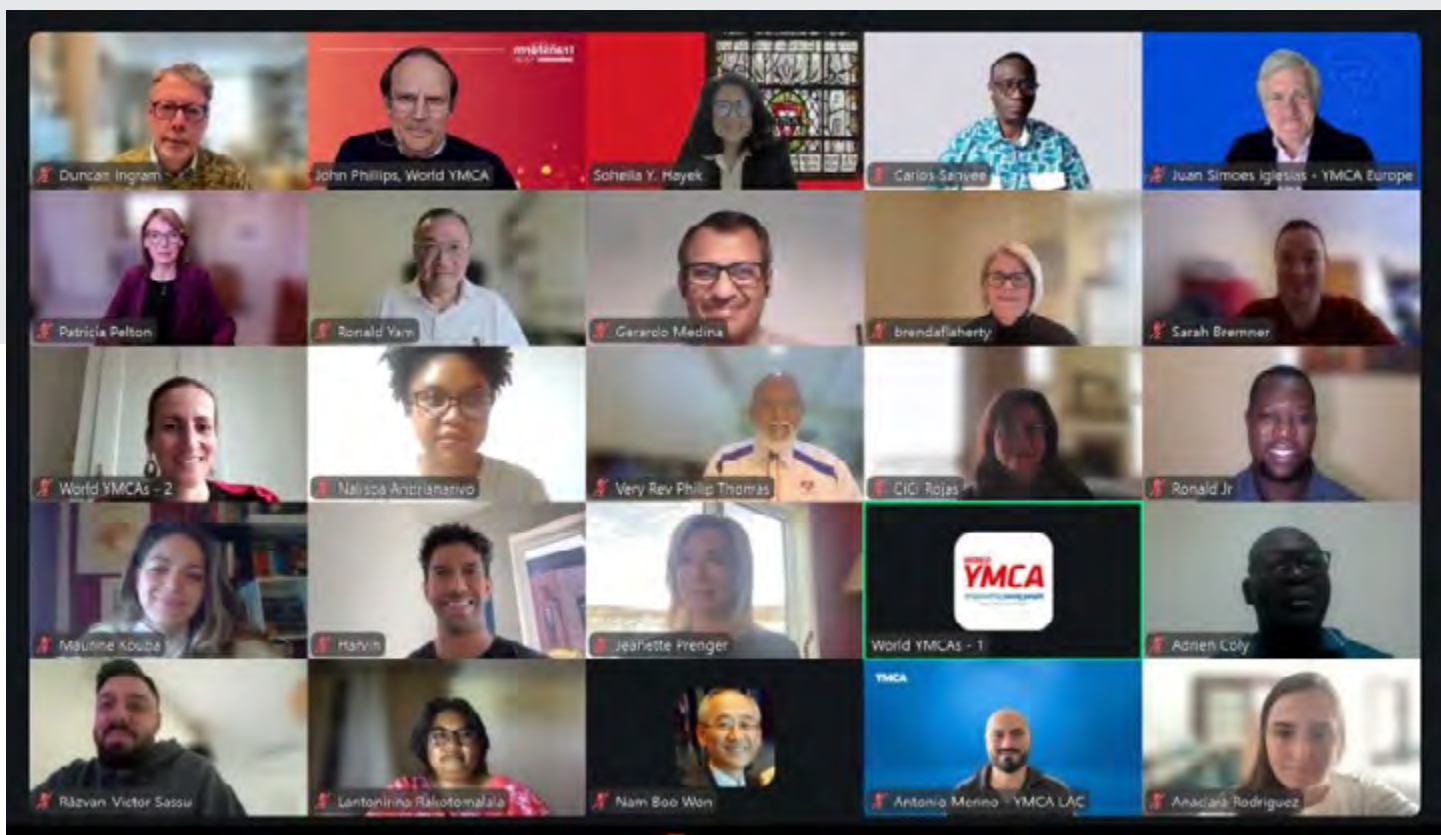 Duncan Ingram
John Phillips, World YMCA
Soheila Y. Hayek
Carlos Sanvee
Juan Simoes Iglesias - YMCA Europe
Patricia Pelton
Ronald Yam
Gerardo Medina
brendaflaherty
Sarah Bremner
World YMCAs - 2
Nalisoa Andrianarivo
Very Rev Philip Thomas
CiCi Rojas
Ronald Jr
Maurine Kouba
Harvin
Jeanette Prenger
WORLD
YMCA
World YMCAs - 1
Adrien Coly
Răzvan-Victor Sassu
Lantonirina Rakotomalala
Nam Boo Won
YMCA
Antonio Merino - YMCA LAC
Anaclara Rodriguez